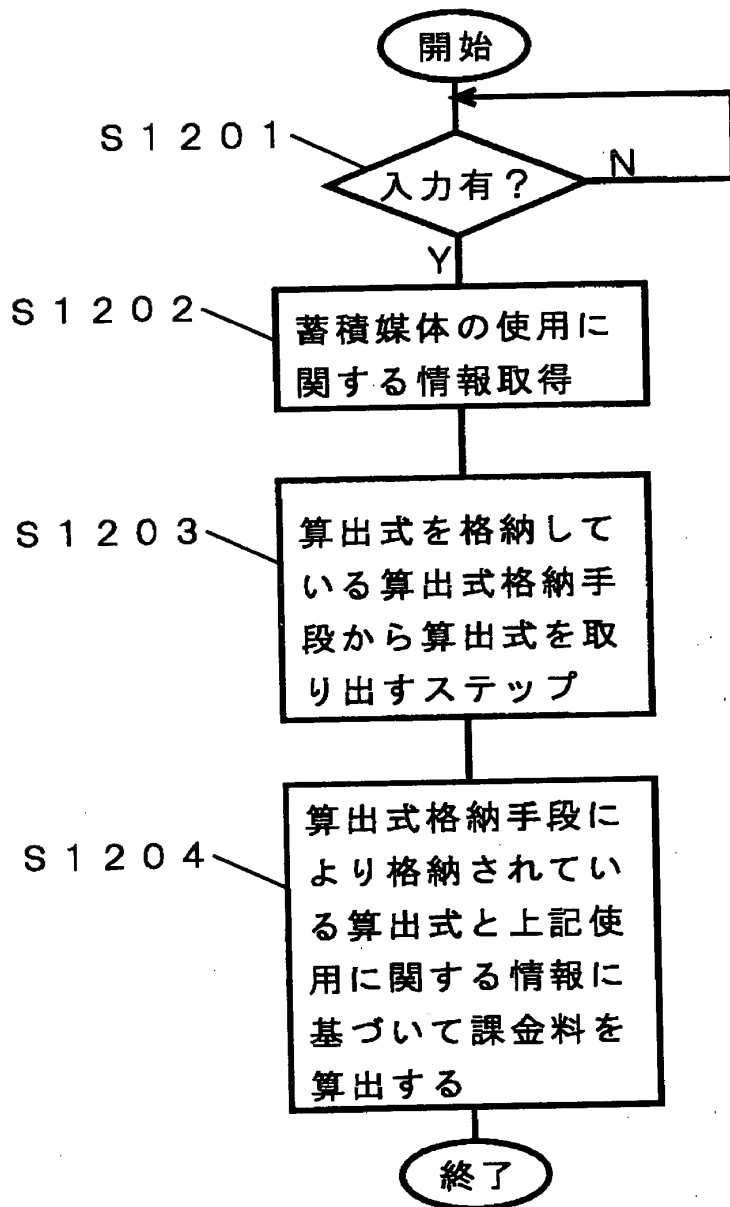 開始
S1201
入力有?
N
Y
S1202
蓄積媒体の使用に
関する情報取得
S1203
算出式を格納して
いる算出式格納手
段から算出式を取
り出すステップ
S1204
算出式格納手段に
より格納されてい
る算出式と上記使
用に関する情報に
基づいて課金料を
算出する
終了